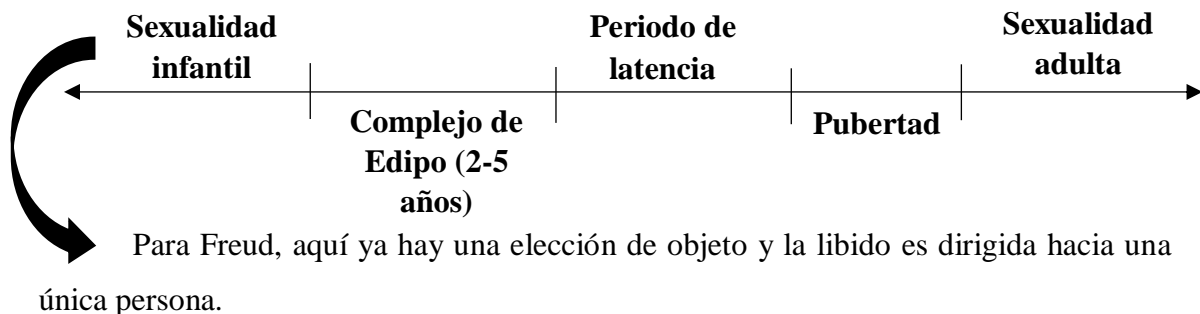 Sexualidad
infantil
Complejo de
Edipo (2-5
años)
Periodo de
latencia
Pubertad
Sexualidad
adulta
Para Freud, aquí ya hay una elección de objeto y la libido es dirigida hacia una
única persona.